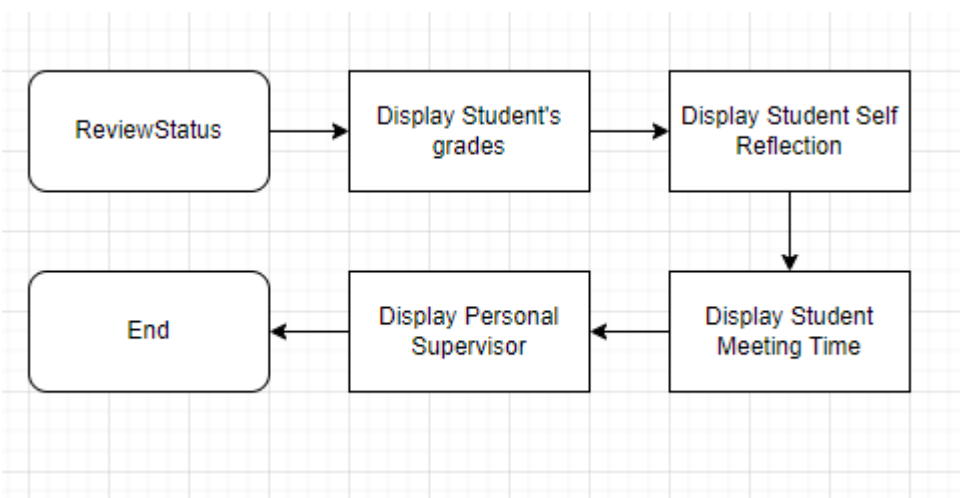 ReviewStatus
Display Student's
grades
Display Student Self
Reflection
Display Student
Meeting Time
Display Personal
Supervisor
End